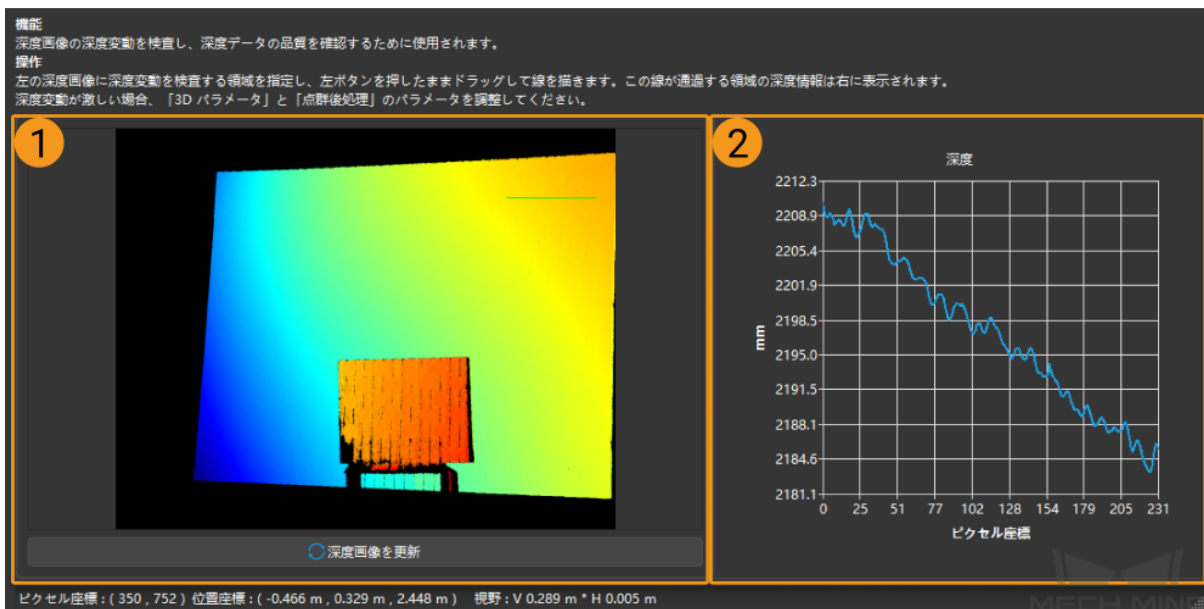 機能
深度画像の深度変動を検査し、深度データの品質を確認するために使用されます。
操作
左の深度画像に深度変動を検査する領域を指定し、左ボタンを押したままドラッグして線を描きます。この線が通過する領域の深度情報は右に表示されます。
深度変動が激しい場合、「3D パラメータ」と「点群後処理」のパラメータを調整してください。
1
2
深度
2212.3
2208.9
2205.4
2201.9
2198.5
2195.0
2191.5
2188.1
2184.6
2181.1
mm
0 25 51 77 102 128 154 179 205 231
ピクセル座標
深度画像を更新
ピクセル座標 : ( 350 , 752 ) 位置座標 : ( -0.466 m , 0.329 m , 2.448 m ) 視野 : V 0.289 m * H 0.005 m
MECH MIND